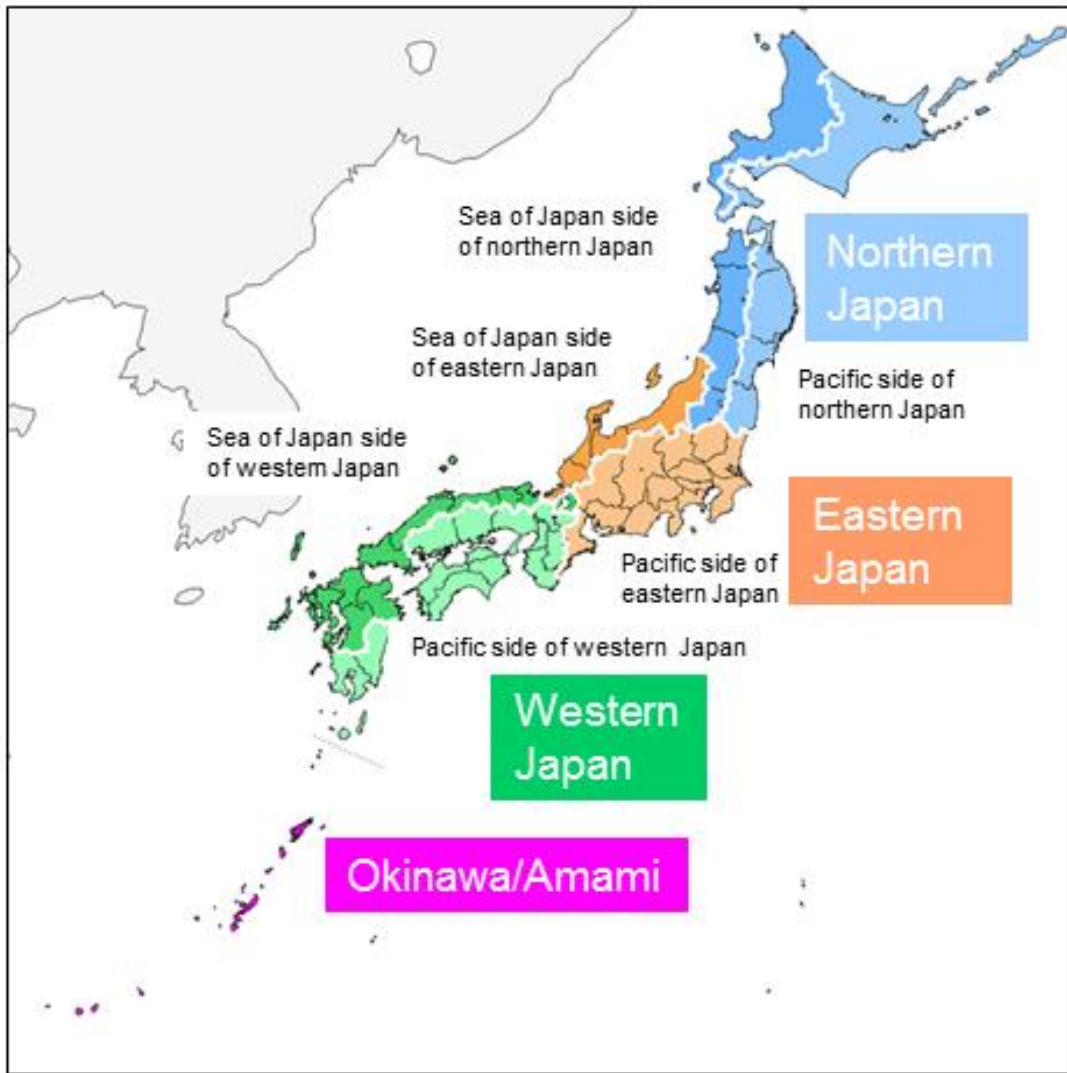 Sea of Japan side
of northern Japan
Northern
Japan
Sea of Japan side
of eastern Japan
Pacific side of
northern Japan
Sea of Japan side
of western Japan
Eastern
Japan
Pacific side of
eastern Japan
Pacific side of western Japan
Western
Japan
Okinawa/Amami